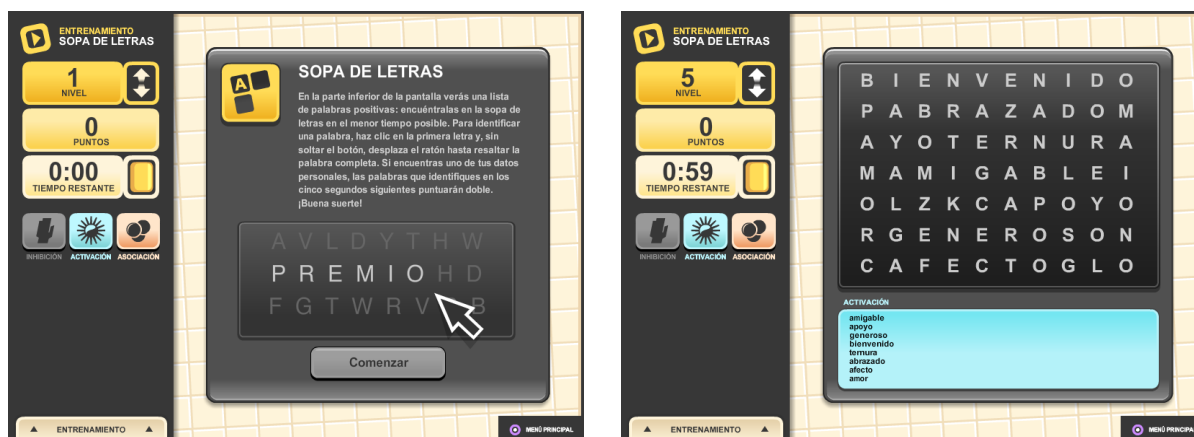 ENTRENAMIENTO
SOPA DE LETRAS
1
NIVEL
0
PUNTOS
0:00
TIEMPO RESTANTE
INHIBICIÓN ACTIVACIÓN ASOCIACIÓN
ENTRENAMIENTO
A
SOPA DE LETRAS
En la parte inferior de la pantalla verás una lista
de palabras positivas: encuéntralas en la sopa de
letras en el menor tiempo posible. Para identificar
una palabra, haz clic en la primera letra y, sin
soltar el botón, desplaza el ratón hasta resaltar la
palabra completa. Si encuentras uno de tus datos
personales, las palabras que identifiques en los
cinco segundos siguientes puntuarán doble.
¡Buena suerte!
A V L D Y T H W
P R E M I O H D
F G T W R V B
Comenzar
MENÚ PRINCIPAL
ENTRENAMIENTO
SOPA DE LETRAS
5
NIVEL
0
PUNTOS
0:59
TIEMPO RESTANTE
INHIBICIÓN ACTIVACIÓN ASOCIACIÓN
ENTRENAMIENTO
B I E N V E N I D O
P A B R A Z A D O M
A Y O T E R N U R A
M A M I G A B L E I
O L Z K C A P O Y O
R G E N E R O S O N
C A F E C T O G L O
ACTIVACIÓN
amigable
apoyo
generoso
bienvenido
ternura
abrazado
afecto
amor
MENÚ PRINCIPA